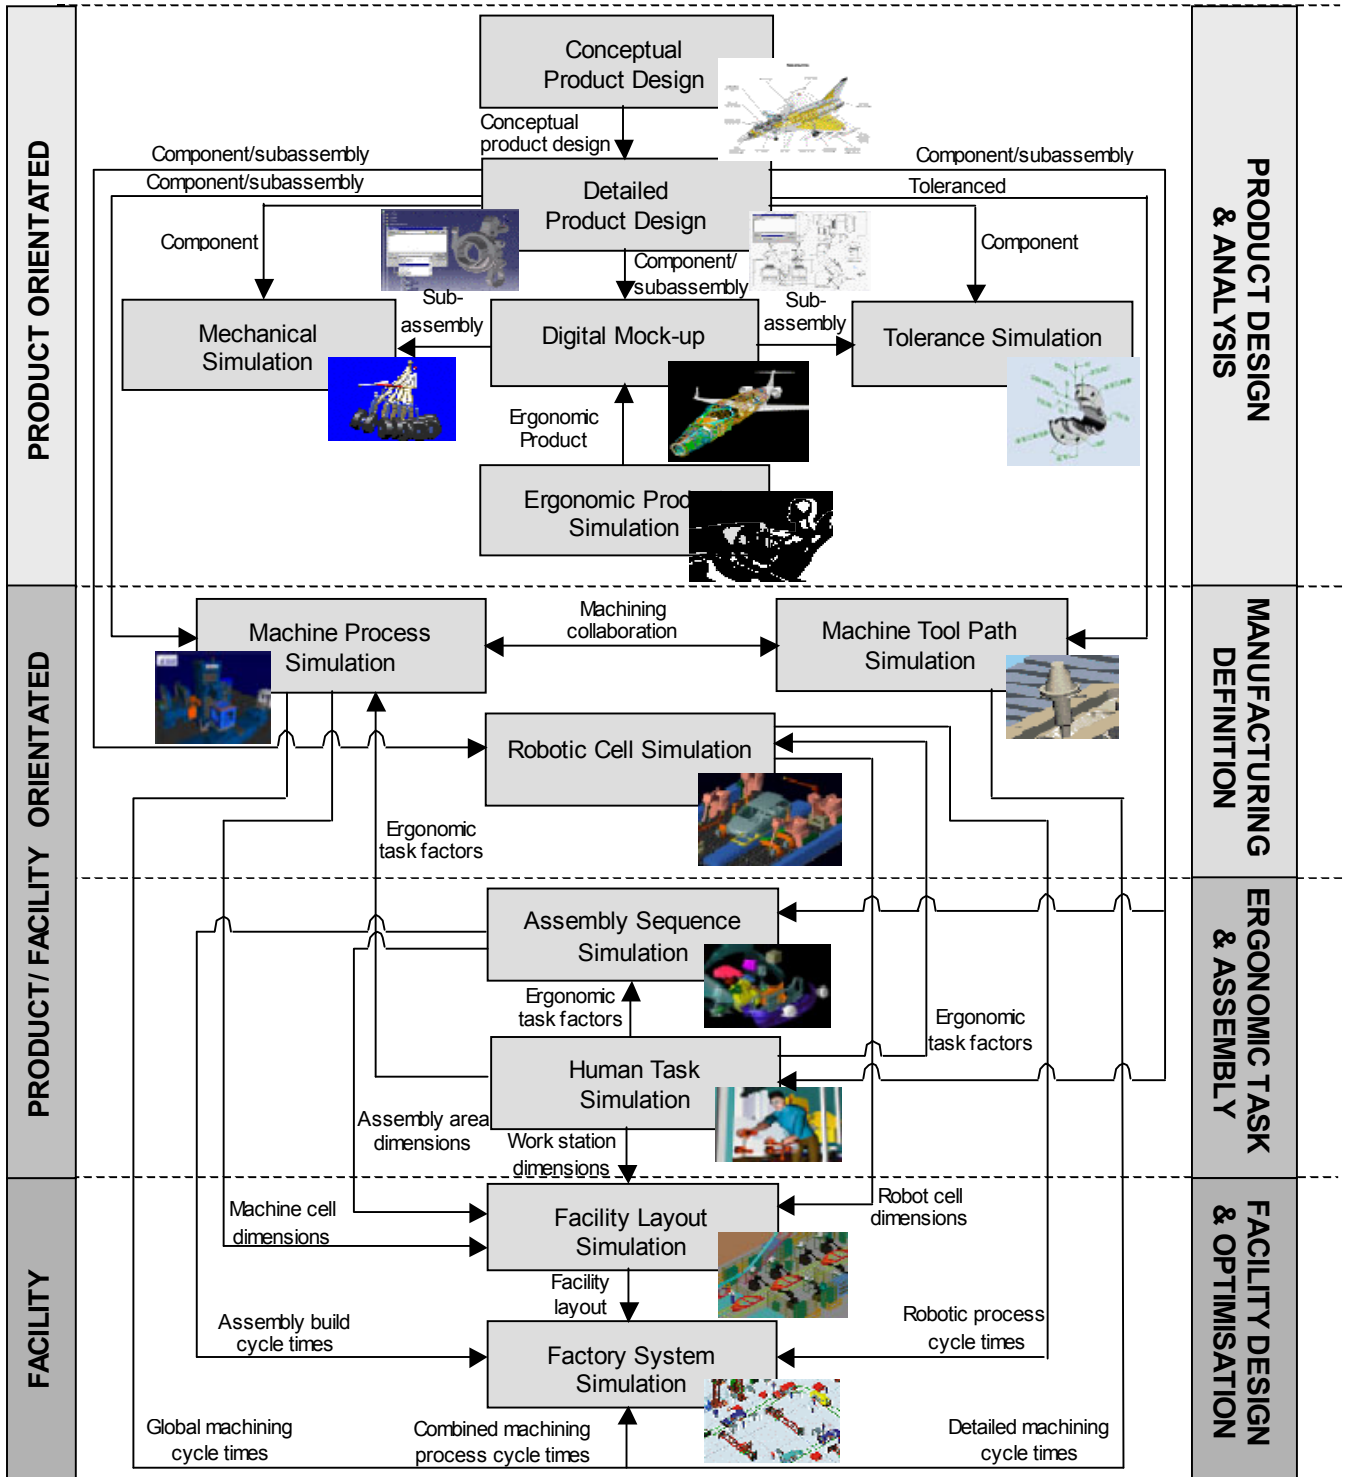 Conceptual
Product Design
Conceptual
product design
Component/subassembly
Component/subassembly
Component/subassembly
Toleranced
Detailed
Product Design
Component
Component
Component/
subassembly
Sub-
assembly
Sub-
assembly
Mechanical
Simulation
Digital Mock-up
Tolerance Simulation
Ergonomic
Product
Ergonomic Prod
Simulation
PRODUCT ORIENTATED
PRODUCT DESIGN
& ANALYSIS
Machine Process
Simulation
Machining
collaboration
Machine Tool Path
Simulation
Robotic Cell Simulation
Ergonomic
task factors
MANUFACTURING
DEFINITION
PRODUCT/ FACILITY ORIENTATED
Assembly Sequence
Simulation
Ergonomic
task factors
Ergonomic
task factors
Human Task
Simulation
Assembly area
dimensions
Work station
dimensions
ERGONOMIC TASK
& ASSEMBLY
Machine cell
dimensions
Facility Layout
Simulation
Robot cell
dimensions
Facility
layout
Assembly build
cycle times
Robotic process
cycle times
Factory System
Simulation
Global machining
cycle times
Combined machining
process cycle times
Detailed machining
cycle times
FACILITY
FACILITY DESIGN
& OPTIMISATION